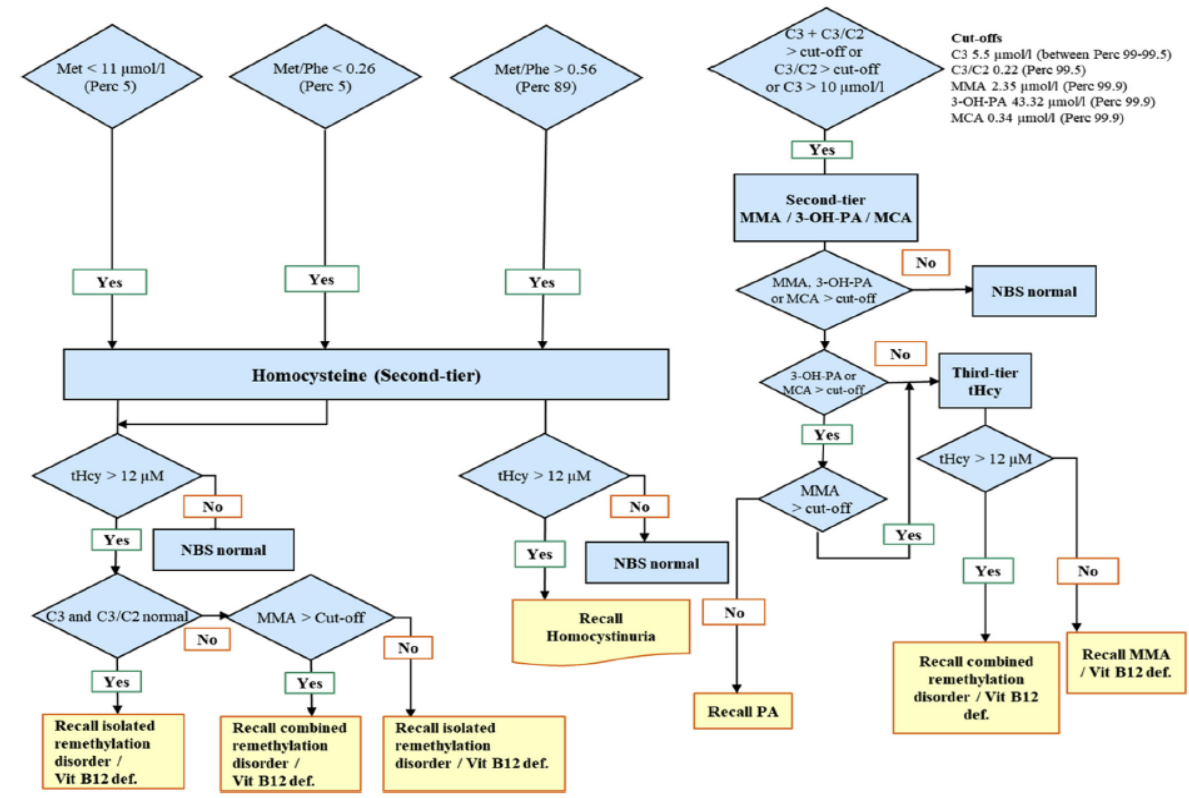 Met < 11 µmol/l
(Perc 5)
Met/Phe < 0.26
(Perc 5)
Met/Phe > 0.56
(Perc 89)
C3 + C3/C2
> cut-off or
C3/C2 > cut-off
or C3 > 10 µmol/l
Cut-offs
C3 5.5 µmol/l (between Perc 99-99.5)
C3/C2 0.22 (Perc 99.5)
MMA 2.35 µmol/l (Perc 99.9)
3-OH-PA 43.32 µmol/l (Perc 99.9)
MCA 0.34 µmol/l (Perc 99.9)
Yes
Yes
Yes
Homocysteine (Second-tier)
tHcy > 12 µM
No
NBS normal
Yes
C3 and C3/C2 normal
No
MMA > Cut-off
No
Yes
Yes
Recall isolated
remethylation
disorder /
Vit B12 def.
Recall combined
remethylation
disorder /
Vit B12 def.
Recall isolated
remethylation
disorder / Vit B12 def.
tHcy > 12 µM
No
NBS normal
Yes
Recall
Homocystinuria
Yes
Second-tier
MMA / 3-OH-PA / MCA
No
MMA, 3-OH-PA
or MCA > cut-off
NBS normal
No
3-OH-PA or
MCA > cut-off
Third-tier
tHcy
Yes
MMA
> cut-off
Yes
No
Recall PA
tHcy > 12 µM
Yes
No
Recall combined
remethylation
disorder / Vit B12
def.
Recall MMA
/ Vit B12 def.